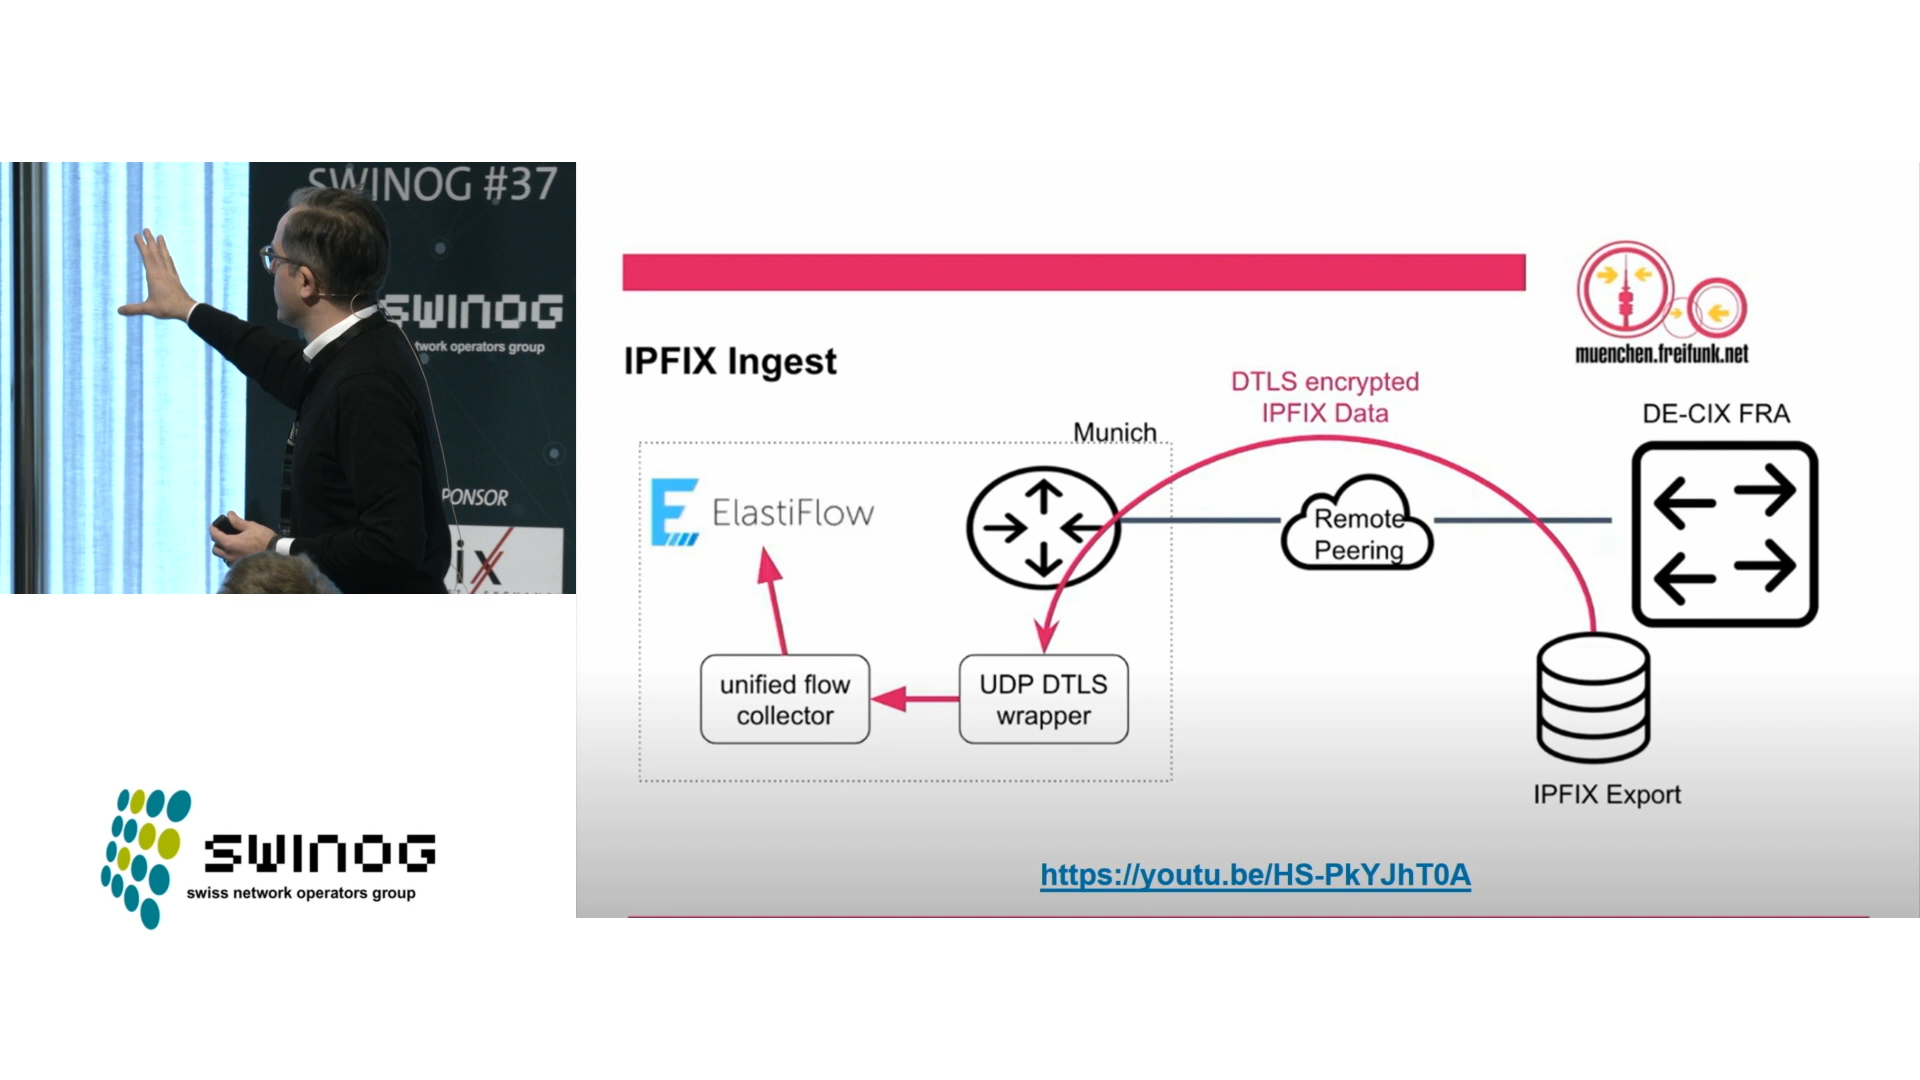 SWINOG #37
SWINOG
twork operators group
PONSOR
iX
swinog
swiss network operators group
IPFIX Ingest
muenchen.freifunk.net
DTLS encrypted
IPFIX Data
DE-CIX FRA
Munich
ElastiFlow
Remote
Peering
unified flow
collector
UDP DTLS
wrapper
IPFIX Export
https://youtu.be/HS-PkYJhT0A